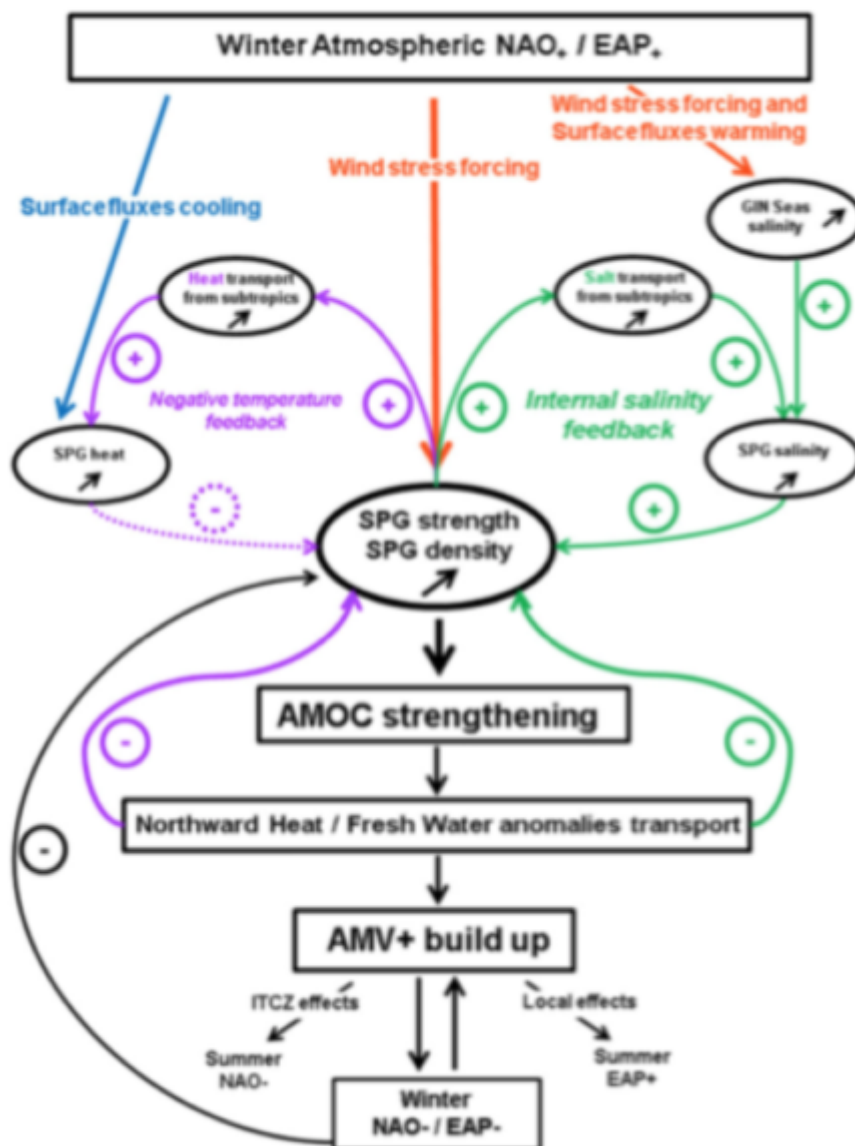 Winter Atmospheric NAO+ / EAP+
Wind stress forcing and
Surface fluxes warming
Wind stress forcing
Surface fluxes cooling
GIN Seas
salinity
Heat transport
from subtropics
Salt transport
from subtropics
+
+
+
+
+
Negative temperature
feedback
Internal salinity
feedback
SPG heat
SPG salinity
-
+
SPG strength
SPG density
AMOC strengthening
-
-
Northward Heat / Fresh Water anomalies transport
-
AMV+ build up
ITCZ effects
Local effects
Summer
NAO-
Summer
EAP+
Winter
NAO- / EAP-